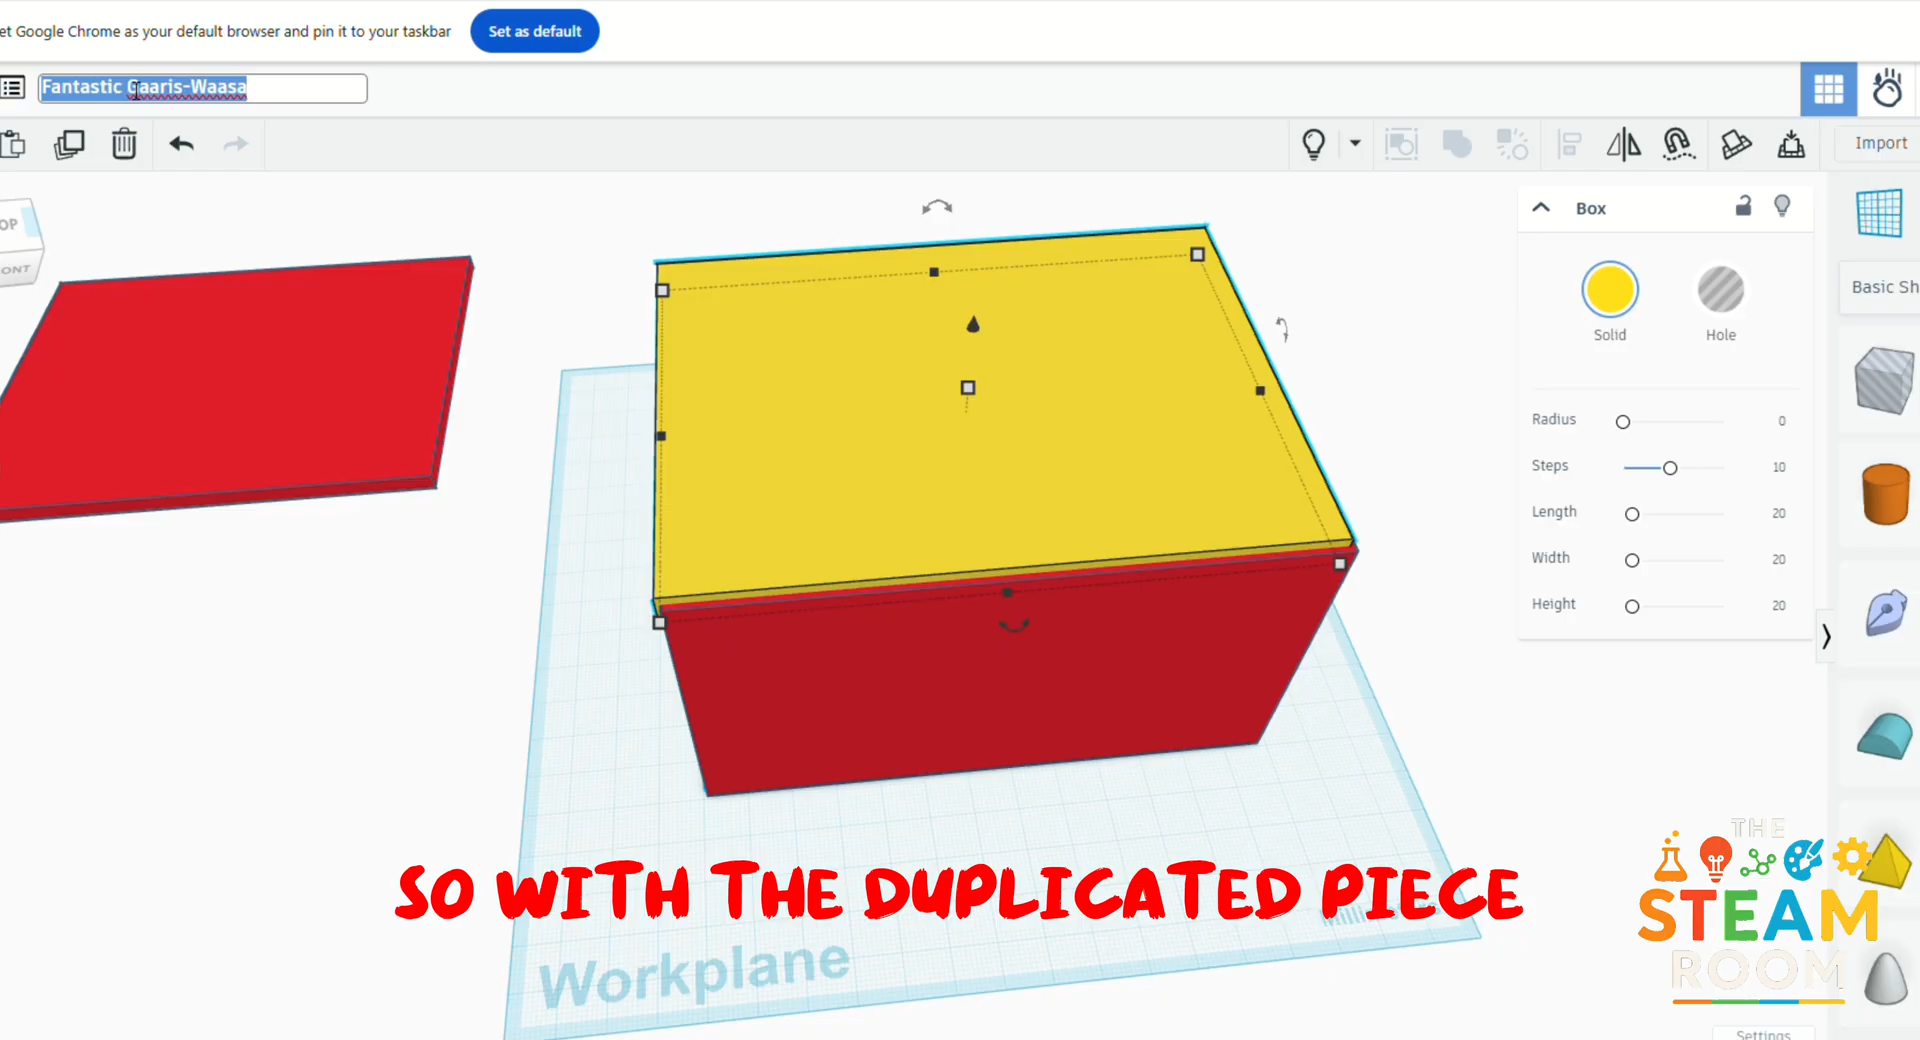 et Google Chrome as your default browser and pin it to your taskbar
Set as default
Fantastic Gaaris-Waasa
Import
OP
ONT
Box
Solid
Hole
Radius 0
Steps 10
Length 20
Width 20
Height 20
Basic Sh
SO WITH THE DUPLICATED PIECE
Workplane
THE
STEAM
ROOM
Settings